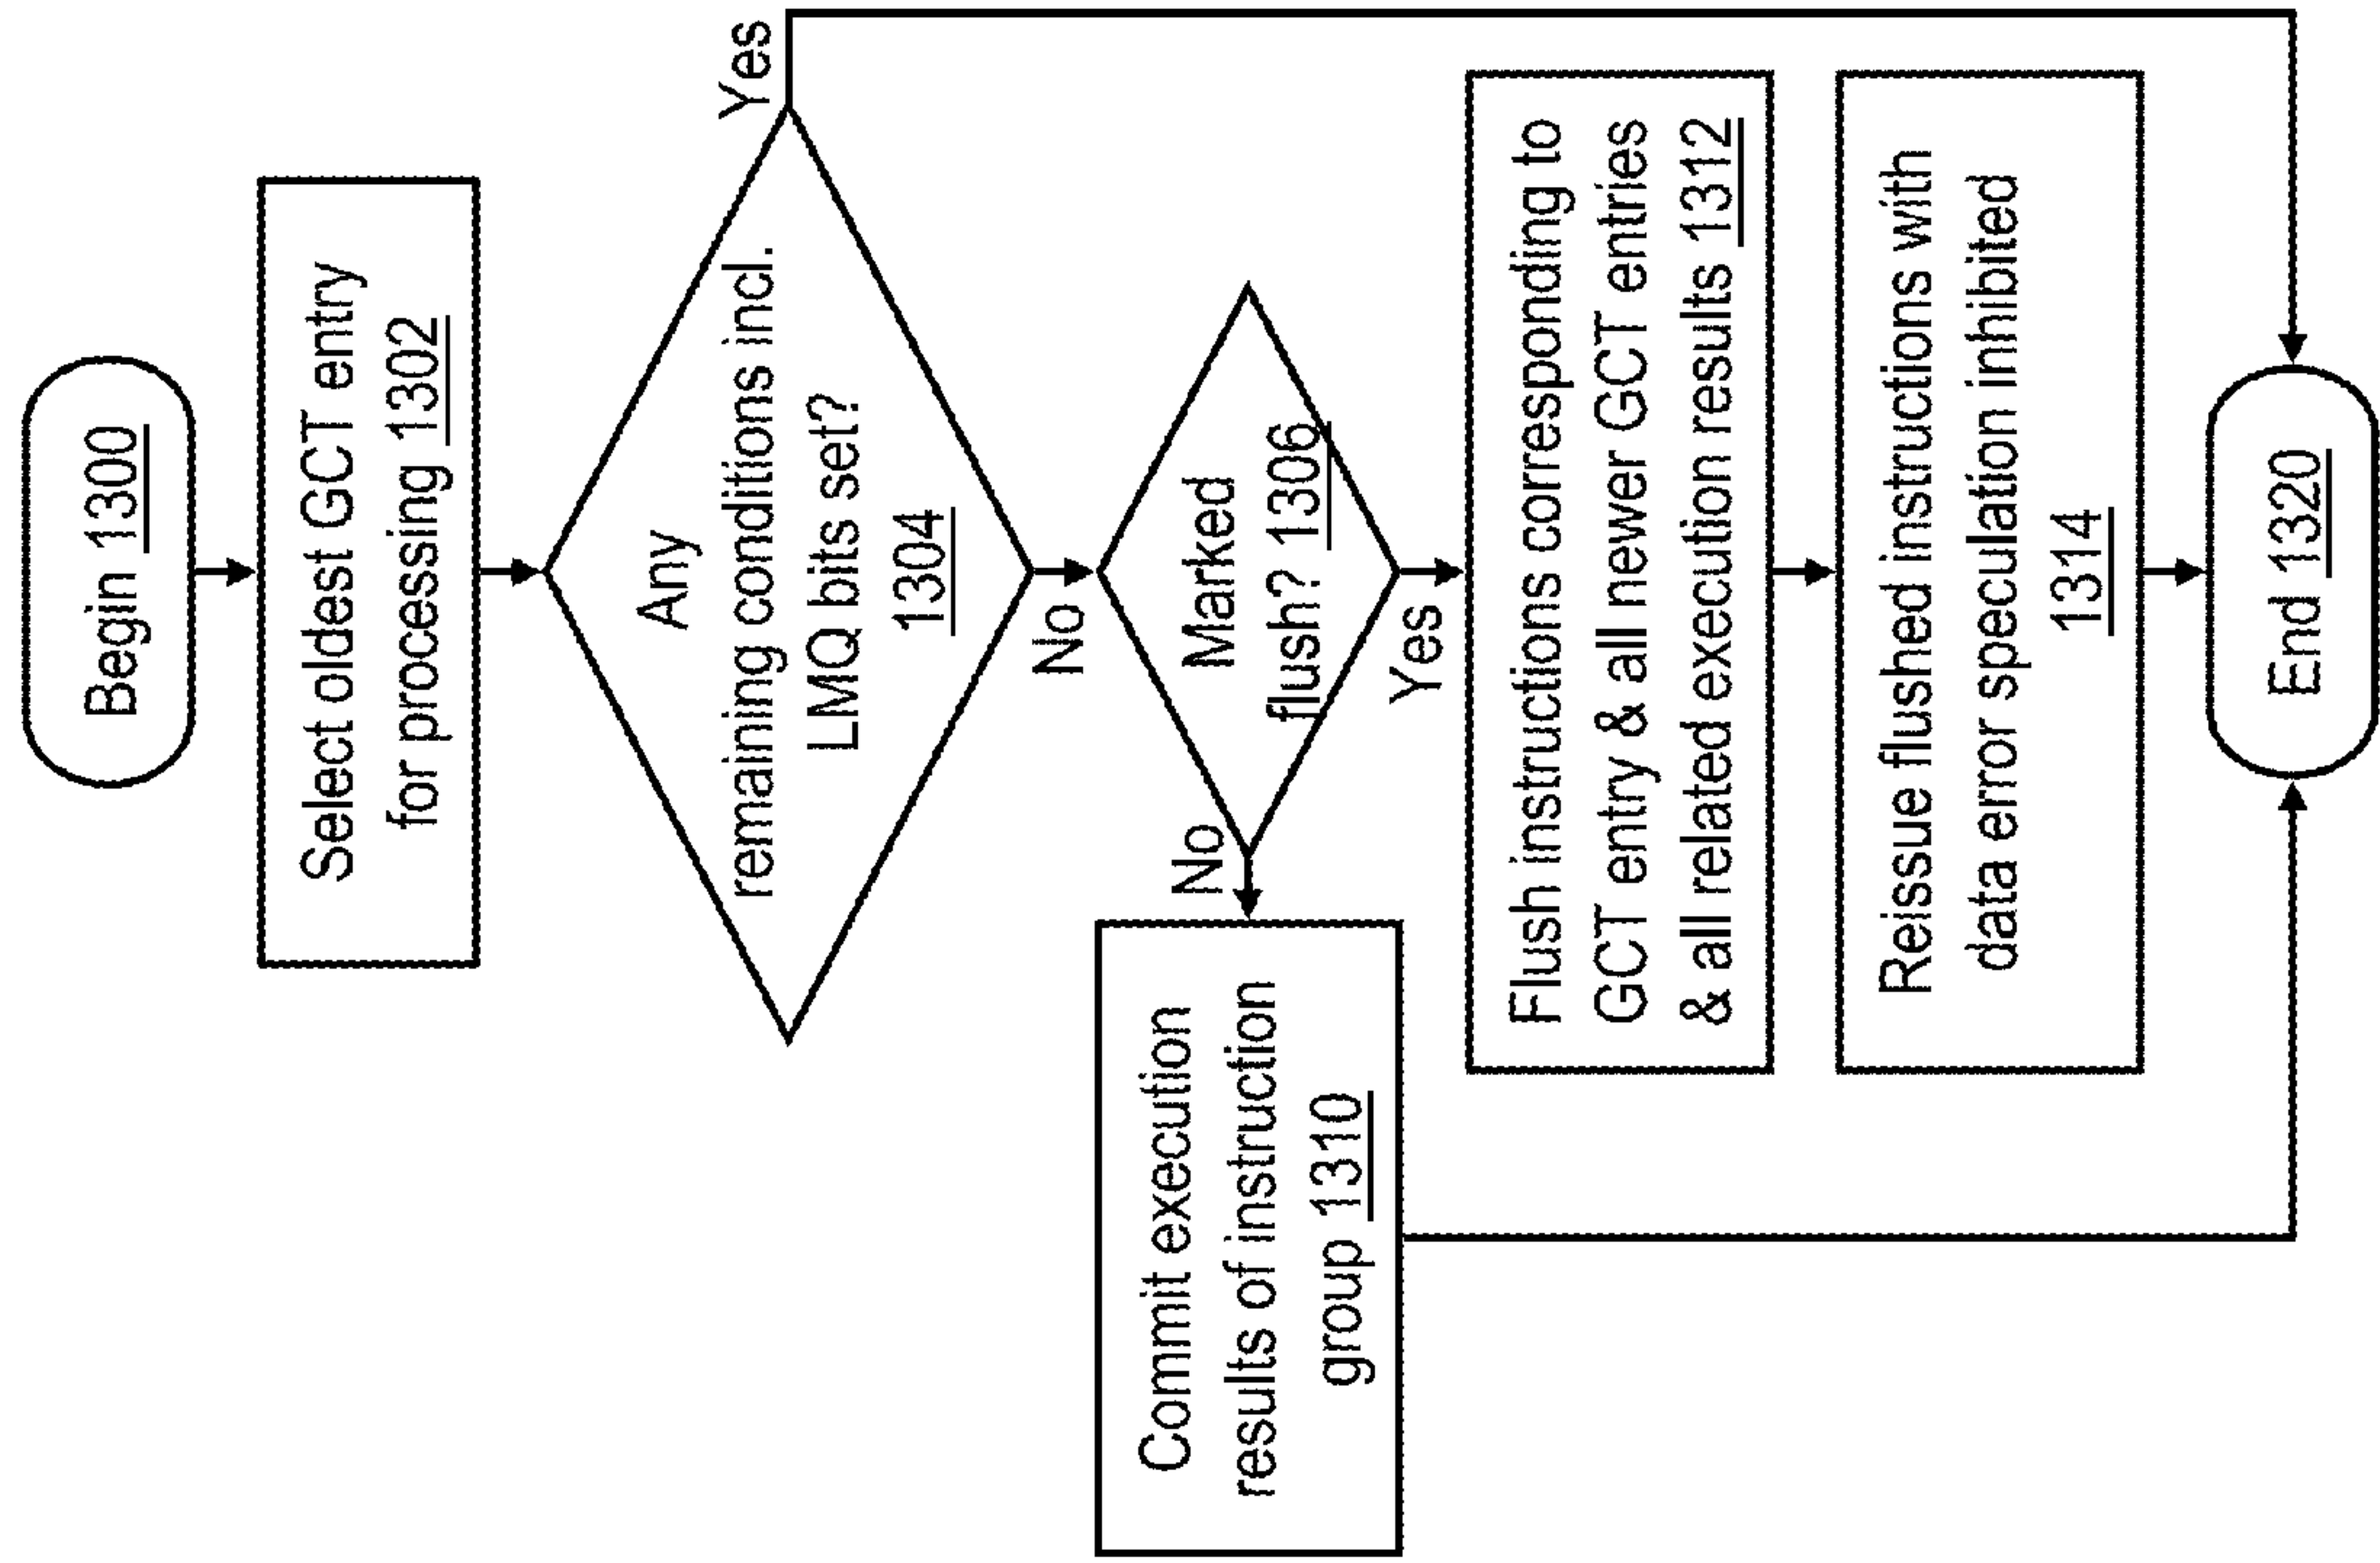 Begin 1300
Select oldest GCT entry
for processing 1302
Any
remaining conditions incl.
LMQ bits set?
1304
Yes
No
Marked
flush? 1306
No
Yes
Commit execution
results of instruction
group 1310
Flush instructions corresponding to
GCT entry & all newer GCT entries
& all related execution results 1312
Reissue flushed instructions with
data error speculation inhibited
1314
End 1320